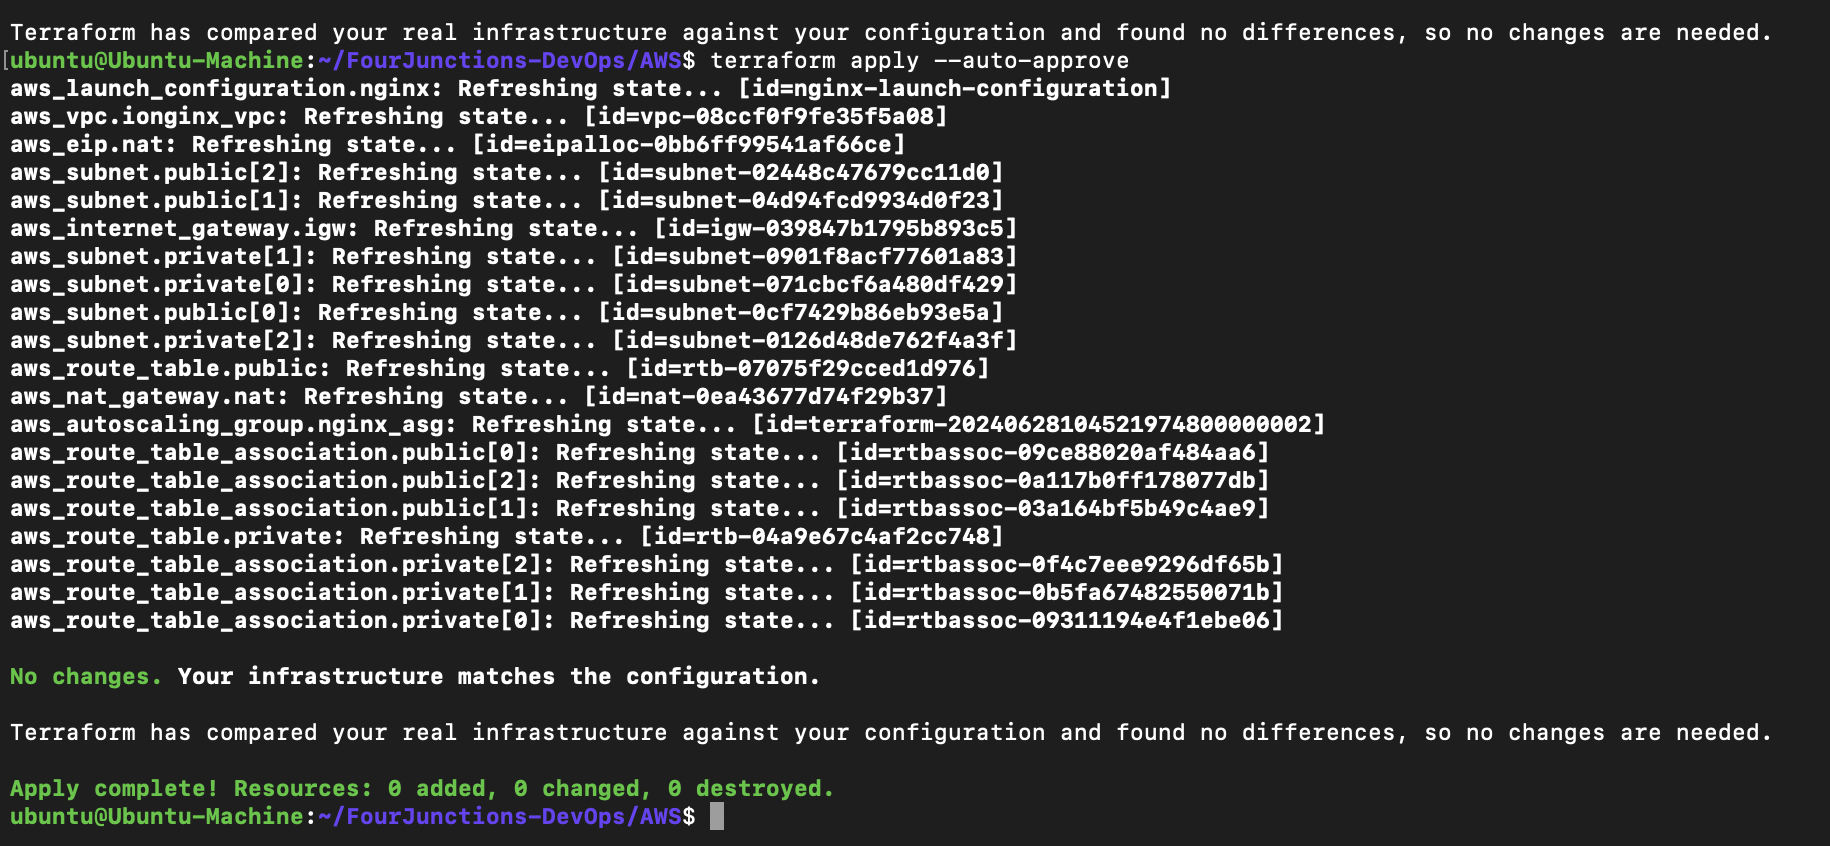 Terraform has compared your real infrastructure against your configuration and found no differences, so no changes are needed.
[ubuntu@Ubuntu-Machine:~/FourJunctions-DevOps/AWS$ terraform apply --auto-approve
aws_launch_configuration.nginx: Refreshing state... [id=nginx-launch-configuration]
aws_vpc.ionginx_vpc: Refreshing state... [id=vpc-08ccf0f9fe35f5a08]
aws_eip.nat: Refreshing state... [id=eipalloc-0bb6ff99541af66ce]
aws_subnet.public[2]: Refreshing state... [id=subnet-02448c47679cc11d0]
aws_subnet.public[1]: Refreshing state... [id=subnet-04d94fcd9934d0f23]
aws_internet_gateway.igw: Refreshing state... [id=igw-039847b1795b893c5]
aws_subnet.private[1]: Refreshing state... [id=subnet-0901f8acf77601a83]
aws_subnet.private[0]: Refreshing state... [id=subnet-071cbcf6a480df429]
aws_subnet.public[0]: Refreshing state... [id=subnet-0cf7429b86eb93e5a]
aws_subnet.private[2]: Refreshing state... [id=subnet-0126d48de762f4a3f]
aws_route_table.public: Refreshing state... [id=rtb-07075f29cced1d976]
aws_nat_gateway.nat: Refreshing state... [id=nat-0ea43677d74f29b37]
aws_autoscaling_group.nginx_asg: Refreshing state... [id=terraform-20240628104521974800000002]
aws_route_table_association.public[0]: Refreshing state... [id=rtbassoc-09ce88020af484aa6]
aws_route_table_association.public[2]: Refreshing state... [id=rtbassoc-0a117b0ff178077db]
aws_route_table_association.public[1]: Refreshing state... [id=rtbassoc-03a164bf5b49c4ae9]
aws_route_table.private: Refreshing state... [id=rtb-04a9e67c4af2cc748]
aws_route_table_association.private[2]: Refreshing state... [id=rtbassoc-0f4c7eee9296df65b]
aws_route_table_association.private[1]: Refreshing state... [id=rtbassoc-0b5fa67482550071b]
aws_route_table_association.private[0]: Refreshing state... [id=rtbassoc-09311194e4f1ebe06]
No changes. Your infrastructure matches the configuration.
Terraform has compared your real infrastructure against your configuration and found no differences, so no changes are needed.
Apply complete! Resources: 0 added, 0 changed, 0 destroyed.
ubuntu@Ubuntu-Machine:~/FourJunctions-DevOps/AWS$